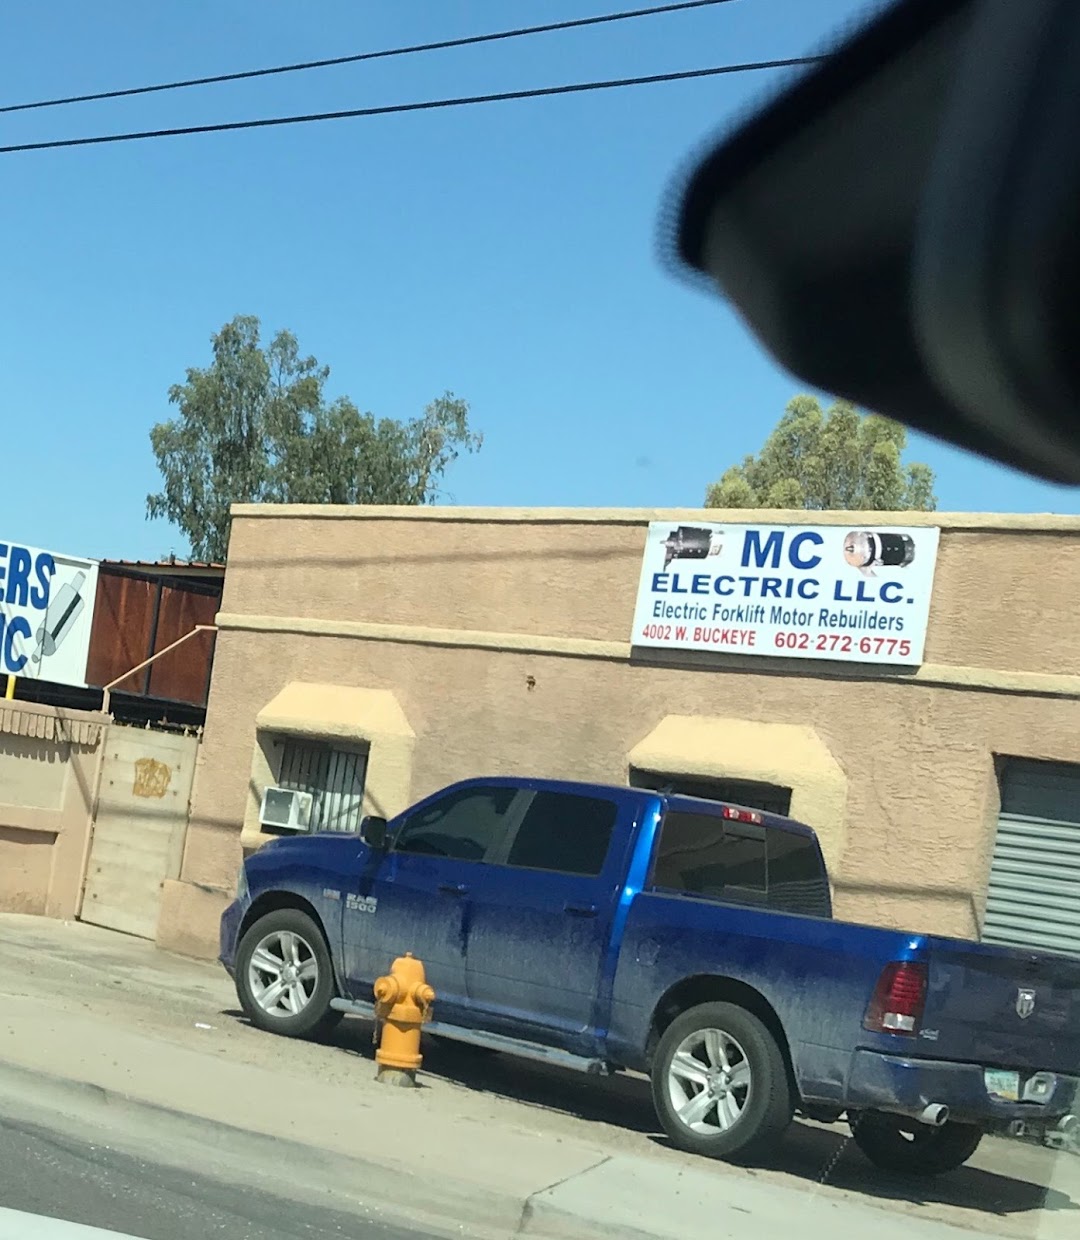 ERS
IC
MC
ELECTRIC LLC.
Electric Forklift Motor Rebuilders
4002 W. BUCKEYE 602-272-6775
RAM
1500